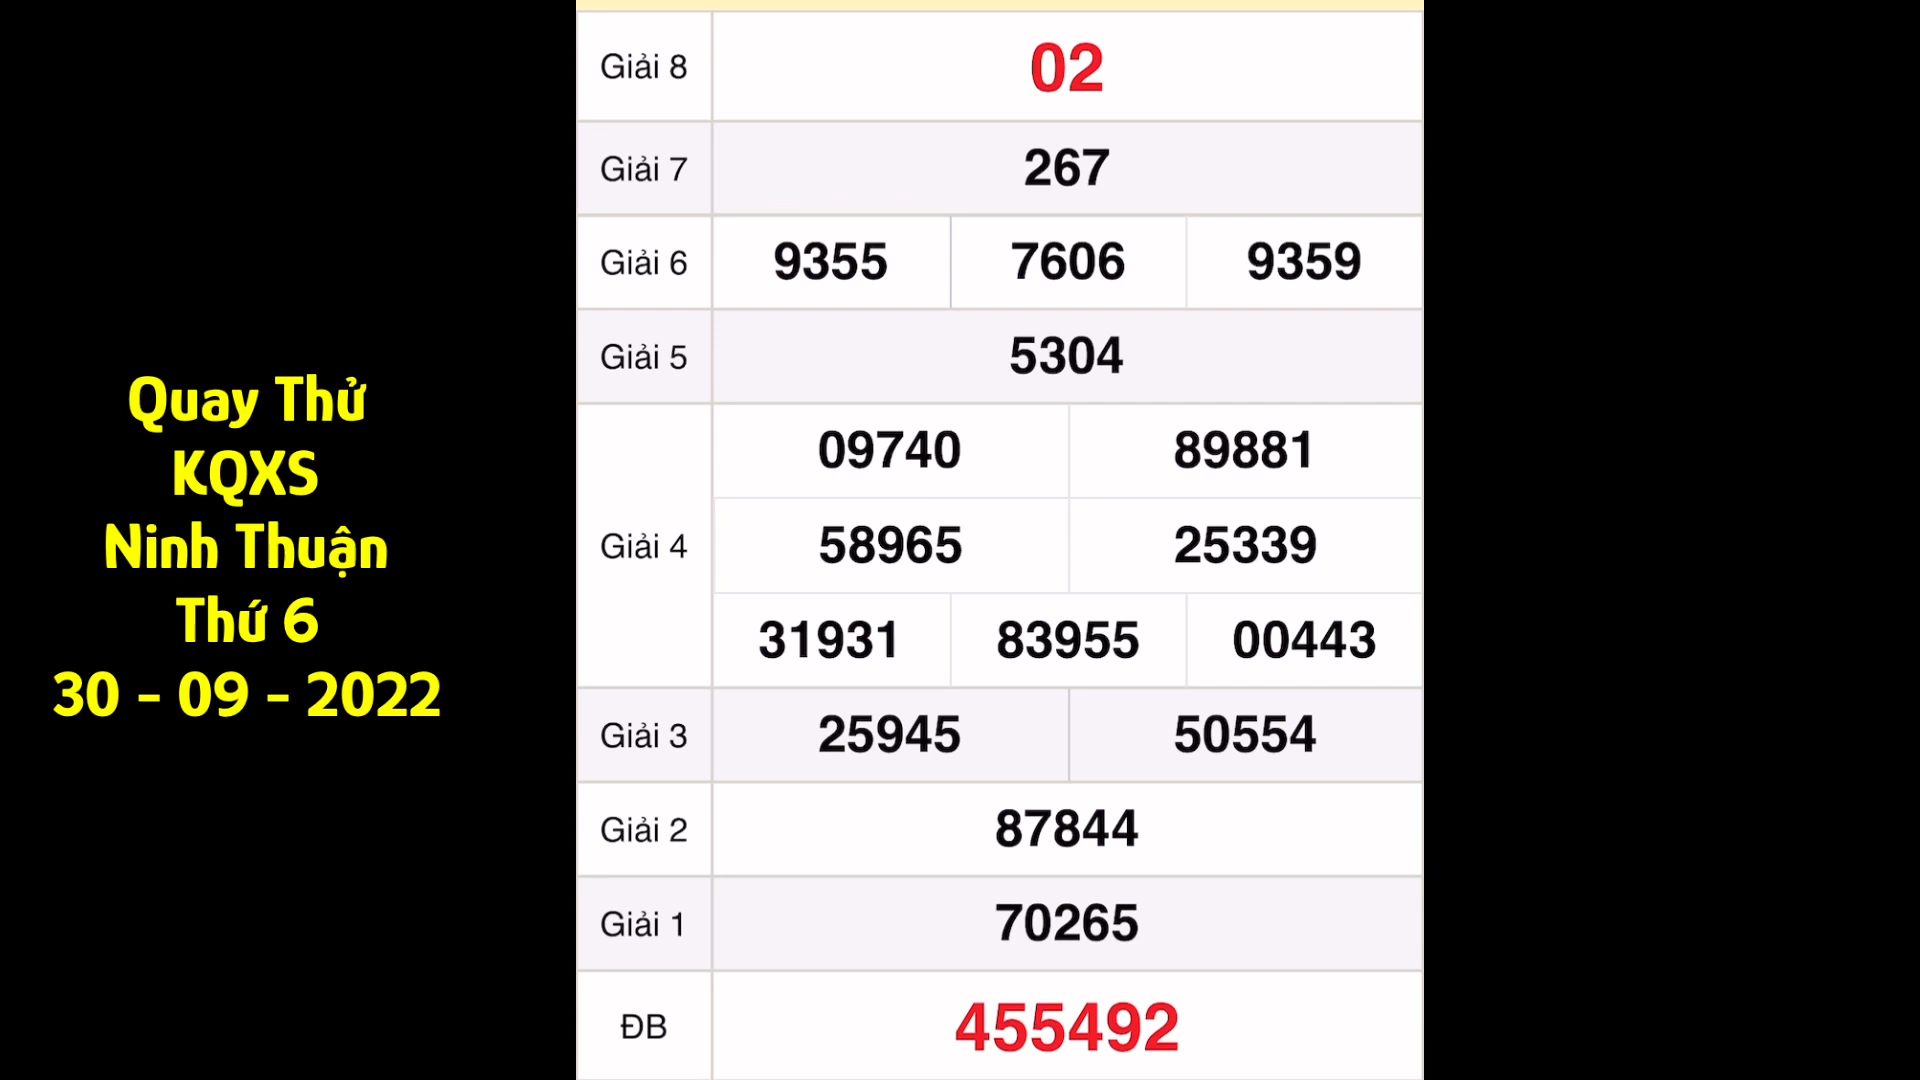 Quay Thử
KQXS
Ninh Thuận
Thứ 6
30 - 09 - 2022
Giải 8 02
Giải 7 267
Giải 6 9355 7606 9359
Giải 5 5304
Giải 4 09740 89881
58965 25339
31931 83955 00443
Giải 3 25945 50554
Giải 2 87844
Giải 1 70265
ĐB 455492